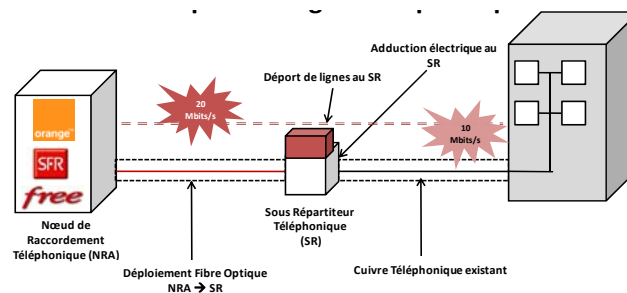 Adduction électrique au
SR
Déport de lignes au SR
20
Mbits/s
10
Mbits/s
orange™
SFR
free
Nœud de
Raccordement
Téléphonique (NRA)
Sous Répartiteur
Téléphonique
(SR)
Déploiement Fibre Optique
NRA → SR
Cuivre Téléphonique existant